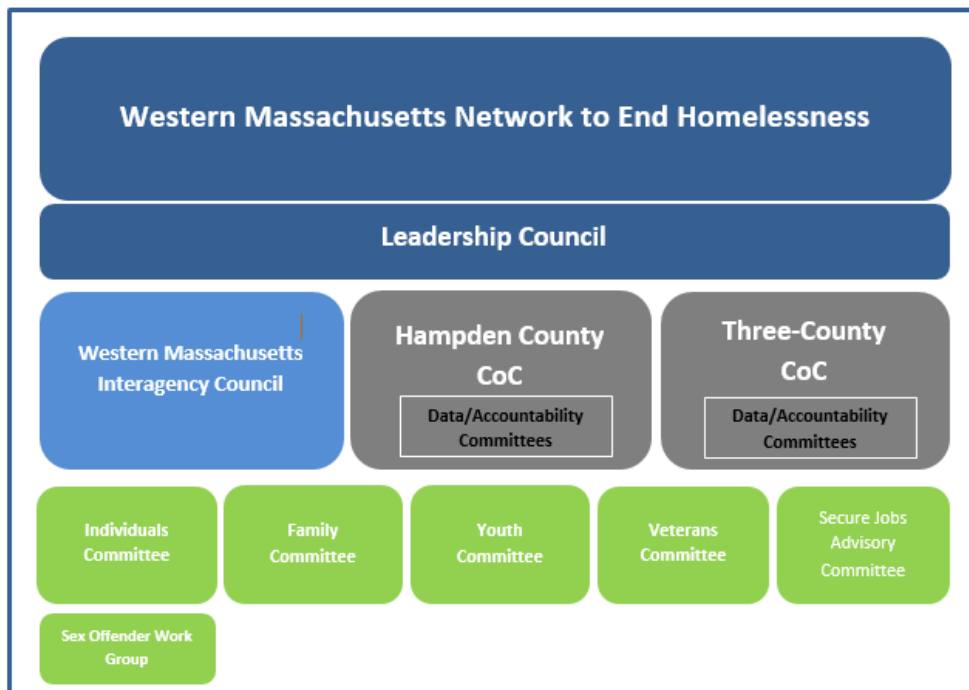 Western Massachusetts Network to End Homelessness
Leadership Council
Western Massachusetts
Interagency Council
Hampden County
CoC
Data/Accountability
Committees
Three-County
CoC
Data/Accountability
Committees
Individuals
Committee
Family
Committee
Youth
Committee
Veterans
Committee
Secure Jobs
Advisory
Committee
Sex Offender Work
Group